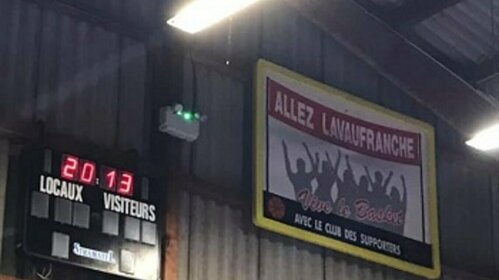 20:13
LOCAUX
VISITEURS
ALLEZ LAVAUFRANCHE
Vive le Basket
AVEC LE CLUB DES SUPPORTERS